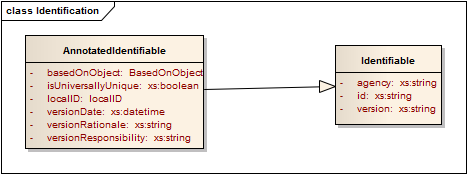 class Identification
AnnotatedIdentifiable
- basedOnObject: BasedOnObject
- isUniversallyUnique: xs:boolean
- localID: localID
- versionDate: xs:datetime
- versionRationale: xs:string
- versionResponsibility: xs:string
Identifiable
- agency: xs:string
- id: xs:string
- version: xs:string